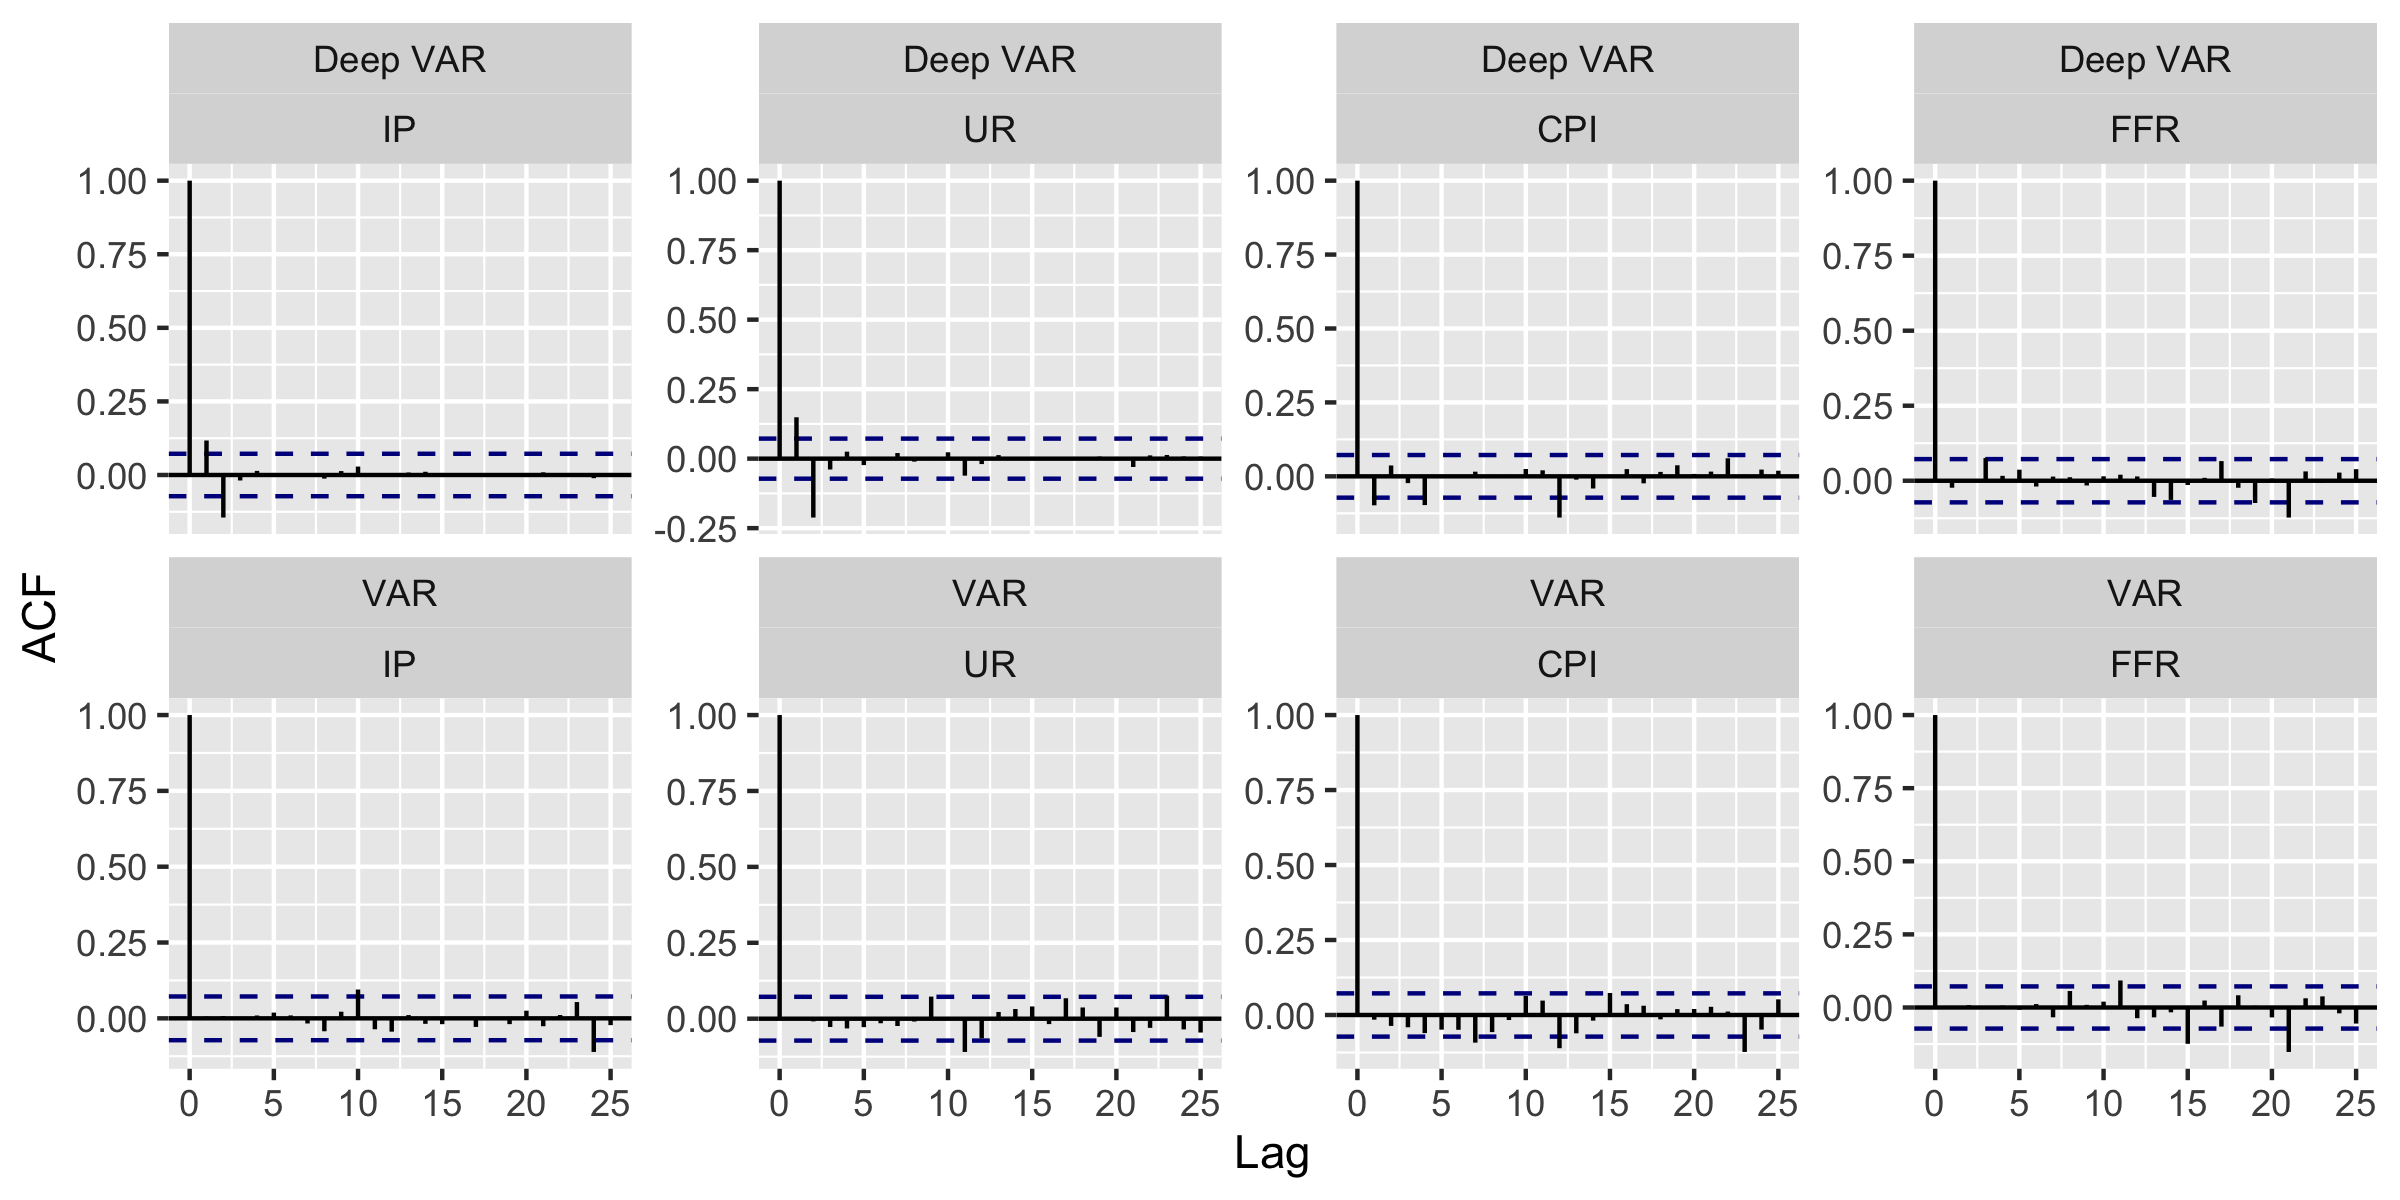 Deep VAR Deep VAR Deep VAR Deep VAR
IP UR CPI FFR
1.00 1.00 1.00 1.00
0.75 0.75 0.75 0.75
0.50 0.50 0.50 0.50
0.25 0.25 0.25 0.25
0.00 0.00 0.00 0.00
-0.25
ACF
VAR VAR VAR VAR
IP UR CPI FFR
1.00 1.00 1.00 1.00
0.75 0.75 0.75 0.75
0.50 0.50 0.50 0.50
0.25 0.25 0.25 0.25
0.00 0.00 0.00 0.00
0 5 10 15 20 25 0 5 10 15 20 25 0 5 10 15 20 25 0 5 10 15 20 25
Lag